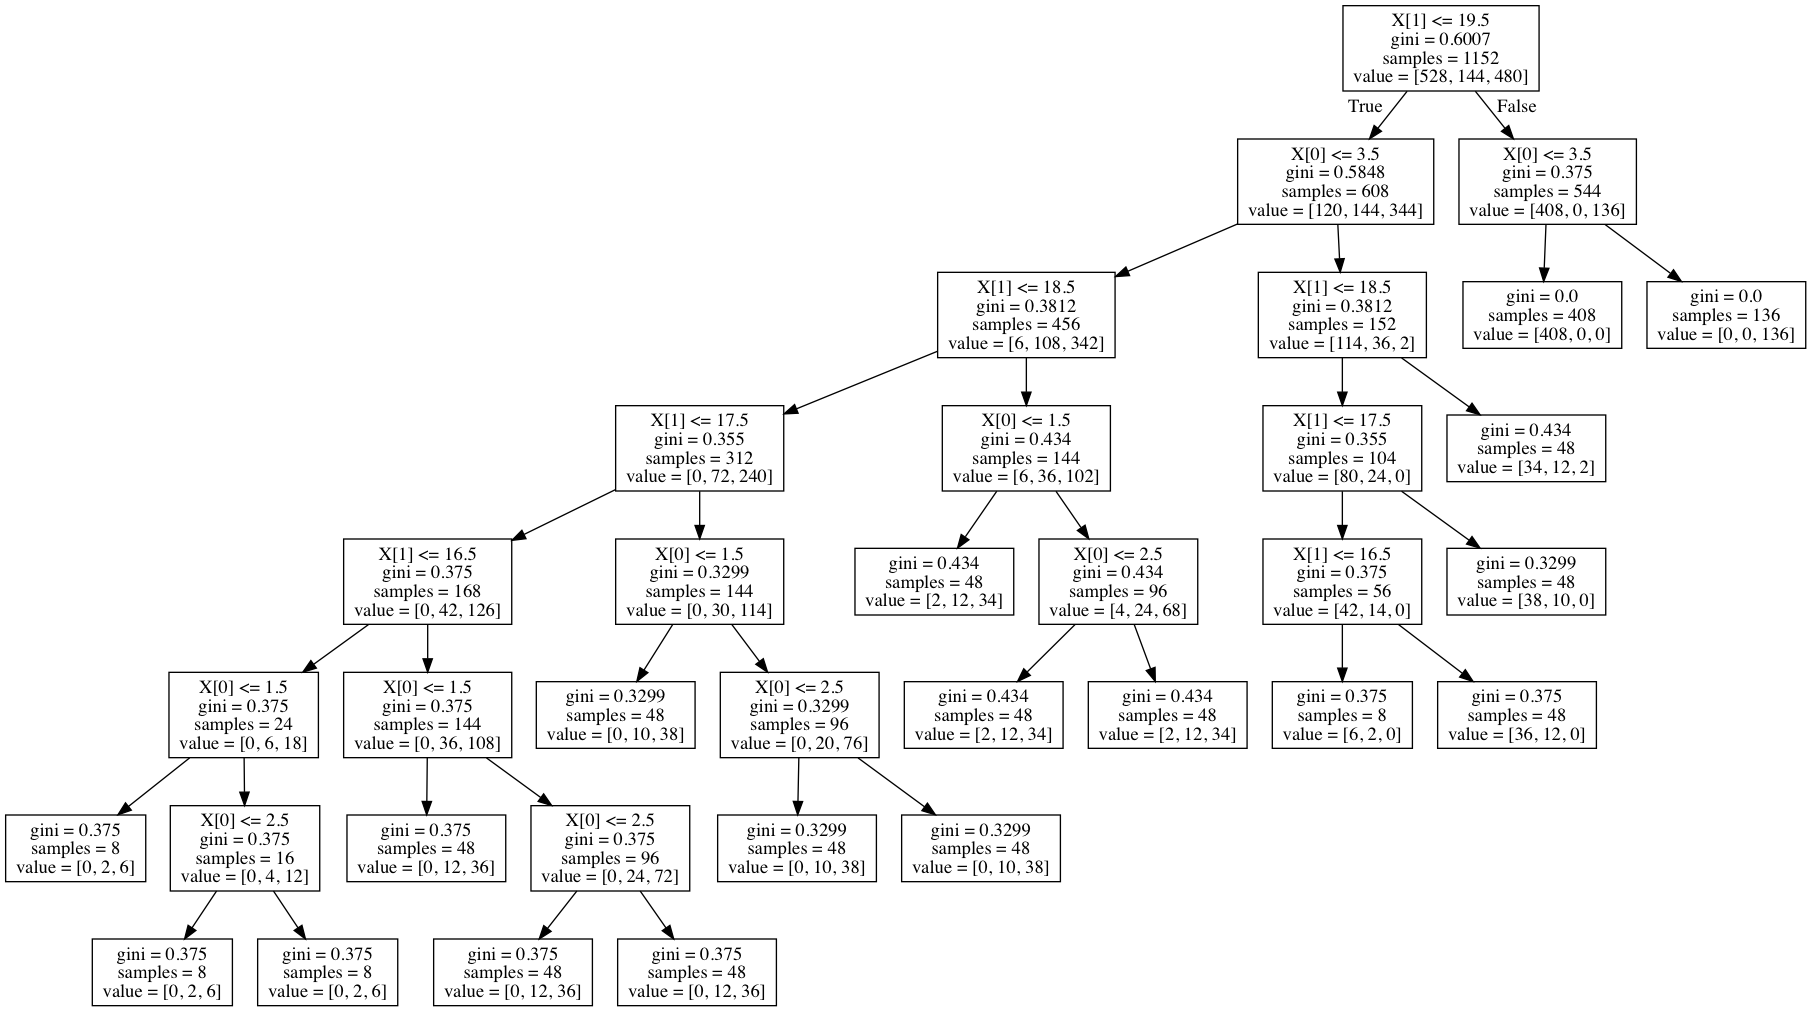 X[1] <= 19.5
gini = 0.6007
samples = 1152
value = [528, 144, 480]
True
False
X[0] <= 3.5
gini = 0.5848
samples = 608
value = [120, 144, 344]
X[0] <= 3.5
gini = 0.375
samples = 544
value = [408, 0, 136]
X[1] <= 18.5
gini = 0.3812
samples = 456
value = [6, 108, 342]
X[1] <= 18.5
gini = 0.3812
samples = 152
value = [114, 36, 2]
gini = 0.0
samples = 408
value = [408, 0, 0]
gini = 0.0
samples = 136
value = [0, 0, 136]
X[1] <= 17.5
gini = 0.355
samples = 312
value = [0, 72, 240]
X[0] <= 1.5
gini = 0.434
samples = 144
value = [6, 36, 102]
X[1] <= 17.5
gini = 0.355
samples = 104
value = [80, 24, 0]
gini = 0.434
samples = 48
value = [34, 12, 2]
X[1] <= 16.5
gini = 0.375
samples = 168
value = [0, 42, 126]
X[0] <= 1.5
gini = 0.3299
samples = 144
value = [0, 30, 114]
gini = 0.434
samples = 48
value = [2, 12, 34]
X[0] <= 2.5
gini = 0.434
samples = 96
value = [4, 24, 68]
X[1] <= 16.5
gini = 0.375
samples = 56
value = [42, 14, 0]
gini = 0.3299
samples = 48
value = [38, 10, 0]
X[0] <= 1.5
gini = 0.375
samples = 24
value = [0, 6, 18]
X[0] <= 1.5
gini = 0.375
samples = 144
value = [0, 36, 108]
gini = 0.3299
samples = 48
value = [0, 10, 38]
X[0] <= 2.5
gini = 0.3299
samples = 96
value = [0, 20, 76]
gini = 0.434
samples = 48
value = [2, 12, 34]
gini = 0.434
samples = 48
value = [2, 12, 34]
gini = 0.375
samples = 8
value = [6, 2, 0]
gini = 0.375
samples = 48
value = [36, 12, 0]
gini = 0.375
samples = 8
value = [0, 2, 6]
X[0] <= 2.5
gini = 0.375
samples = 16
value = [0, 4, 12]
gini = 0.375
samples = 48
value = [0, 12, 36]
X[0] <= 2.5
gini = 0.375
samples = 96
value = [0, 24, 72]
gini = 0.3299
samples = 48
value = [0, 10, 38]
gini = 0.3299
samples = 48
value = [0, 10, 38]
gini = 0.375
samples = 8
value = [0, 2, 6]
gini = 0.375
samples = 8
value = [0, 2, 6]
gini = 0.375
samples = 48
value = [0, 12, 36]
gini = 0.375
samples = 48
value = [0, 12, 36]